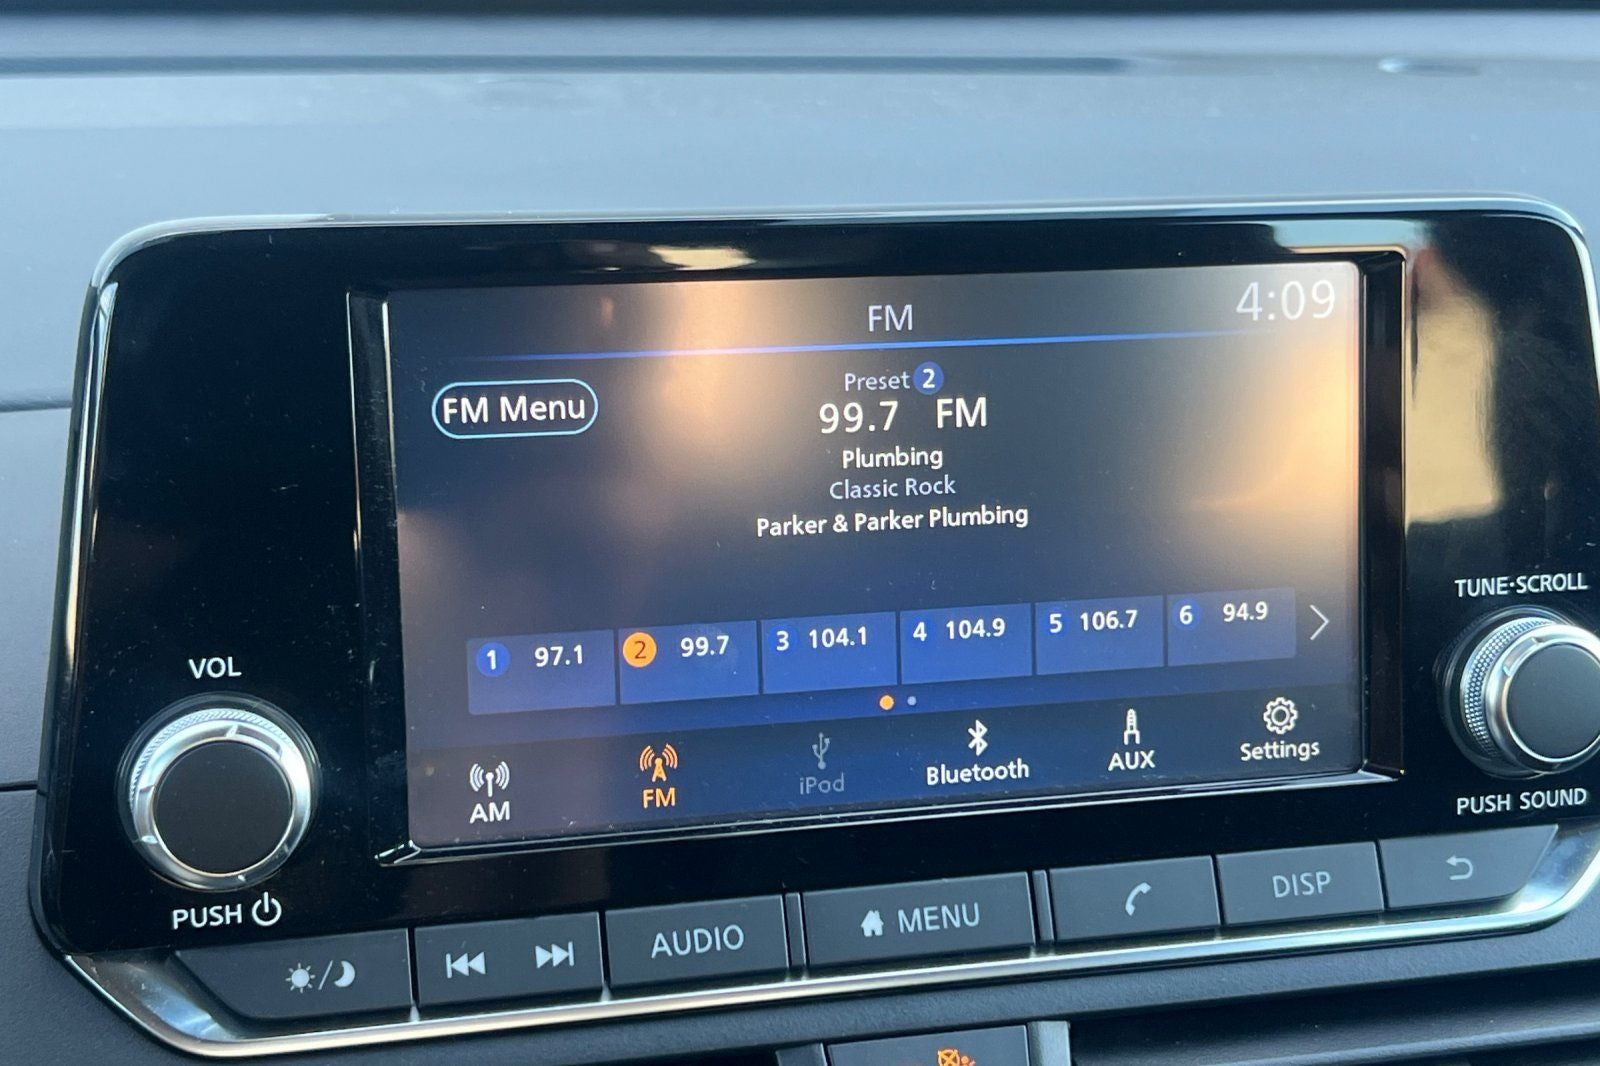 FM
4:09
FM Menu
Preset 2
99.7 FM
Plumbing
Classic Rock
Parker & Parker Plumbing
1 97.1
2 99.7
3 104.1
4 104.9
5 106.7
6 94.9
AM
FM
iPod
Bluetooth
AUX
Settings
VOL
PUSH
TUNE·SCROLL
PUSH SOUND
AUDIO
MENU
DISP